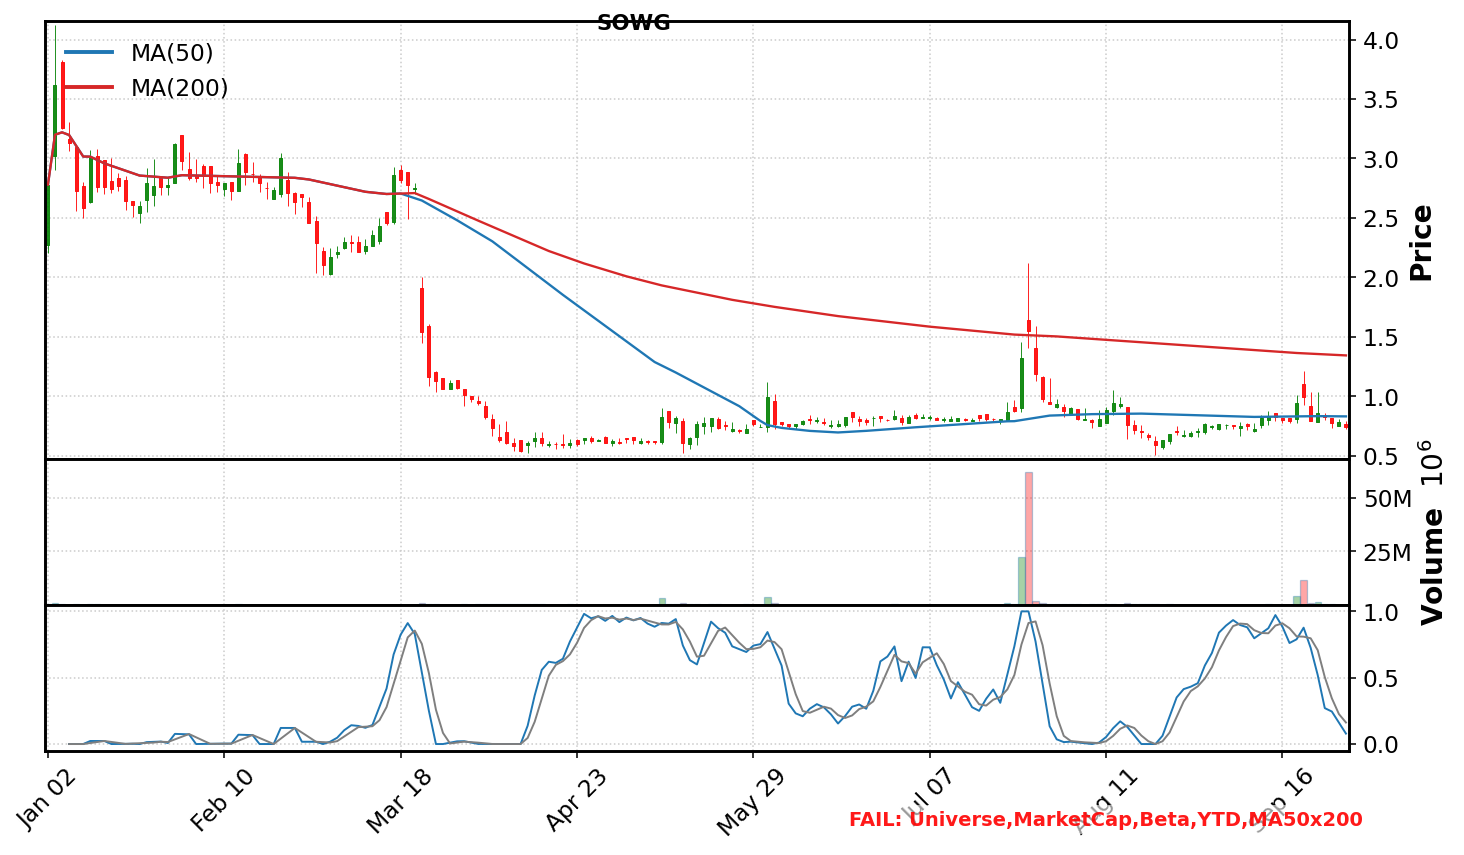 SOWG
MA(50)
MA(200)
4.0
3.5
3.0
2.5
2.0
1.5
1.0
0.5
Price
50M
25M
Volume 10^6
1.0
0.5
0.0
Jan 02
Feb 10
Mar 18
Apr 23
May 29
Jul 07
Aug 11
Sep 16
FAIL: Universe,MarketCap,Beta,YTD,MA50x200